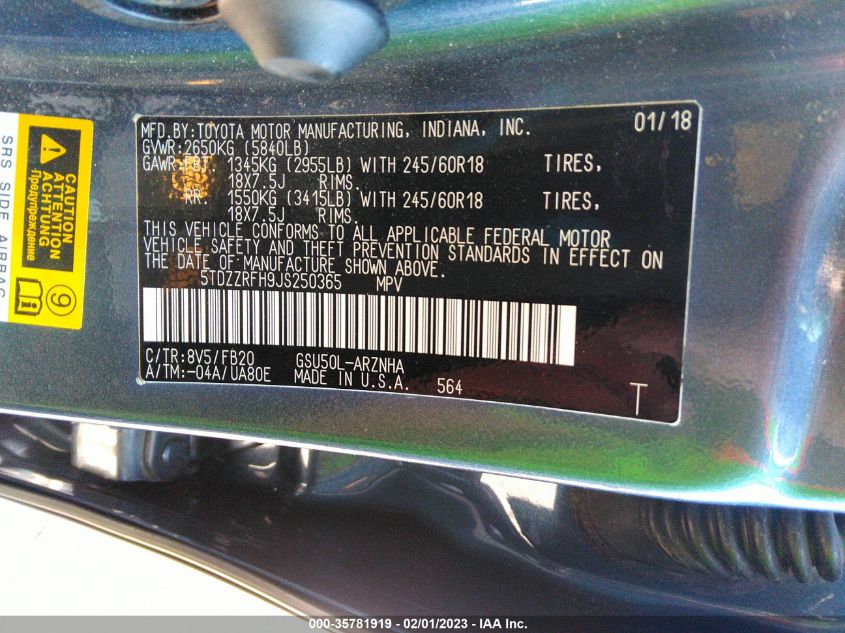 MFD.BY:TOYOTA MOTOR MANUFACTURING, INDIANA, INC. 01/18
GVWR:2650KG (5840LB)
GAWR:FRT. 1345KG (2955LB) WITH 245/60R18 TIRES,
18X7.5J RIMS.
RR. 1550KG (3415LB) WITH 245/60R18 TIRES,
18X7.5J RIMS.
THIS VEHICLE CONFORMS TO ALL APPLICABLE FEDERAL MOTOR
VEHICLE SAFETY AND THEFT PREVENTION STANDARDS IN EFFECT ON
THE DATE OF MANUFACTURE SHOWN ABOVE.
5TDZZRFH9JS250365 MPV
C/TR:8V5/FB20 GSU50L-ARZNHA
A/TM:-04A/UA80E MADE IN U.S.A. 564
T
SRS SIDE AIRBAG
CAUTION
ATTENTION
ACHTUNG
Предупреждение
9
000-35781919 - 02/01/2023 - IAA Inc.